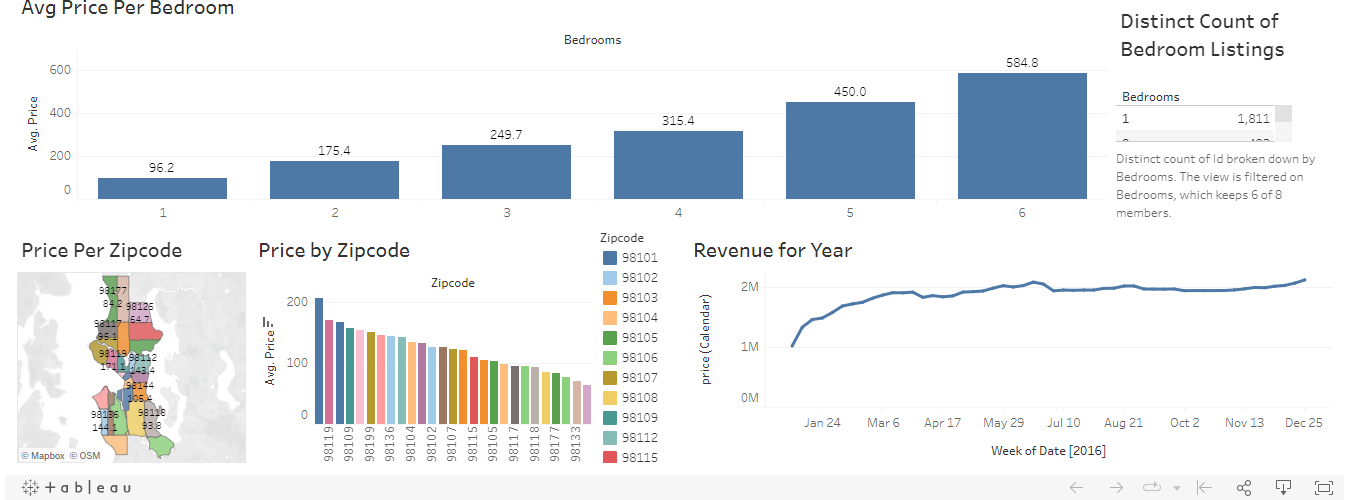 Avg Price Per Bedroom
Bedrooms
Avg. Price
600
400
200
0
96.2
175.4
249.7
315.4
450.0
584.8
1
2
3
4
5
6
Distinct Count of
Bedroom Listings
Bedrooms
1 1,811
Distinct count of Id broken down by
Bedrooms. The view is filtered on
Bedrooms, which keeps 6 of 8
members.
Price Per Zipcode
98177
84.2
98125
64.7
98117
95.1
98119
171.1
98112
143.4
98144
105.4
98136
144.1
98118
93.8
© Mapbox © OSM
Price by Zipcode
Zipcode
Avg. Price
200
100
0
98119
98109
98199
98136
98104
98102
98107
98115
98105
98117
98118
98177
98133
Zipcode
98101
98102
98103
98104
98105
98106
98107
98108
98109
98112
98115
Revenue for Year
price (Calendar)
2M
1M
0M
Jan 24
Mar 6
Apr 17
May 29
Jul 10
Aug 21
Oct 2
Nov 13
Dec 25
Week of Date [2016]
+ableau